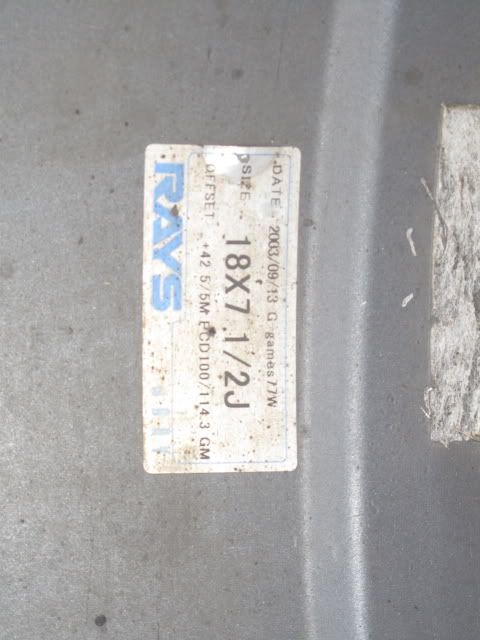 DATE 2003/09/13 G games77W
SIZE 18X7 1/2J
OFFSET +42 5/5M PCD100/114.3 GM
RAYS